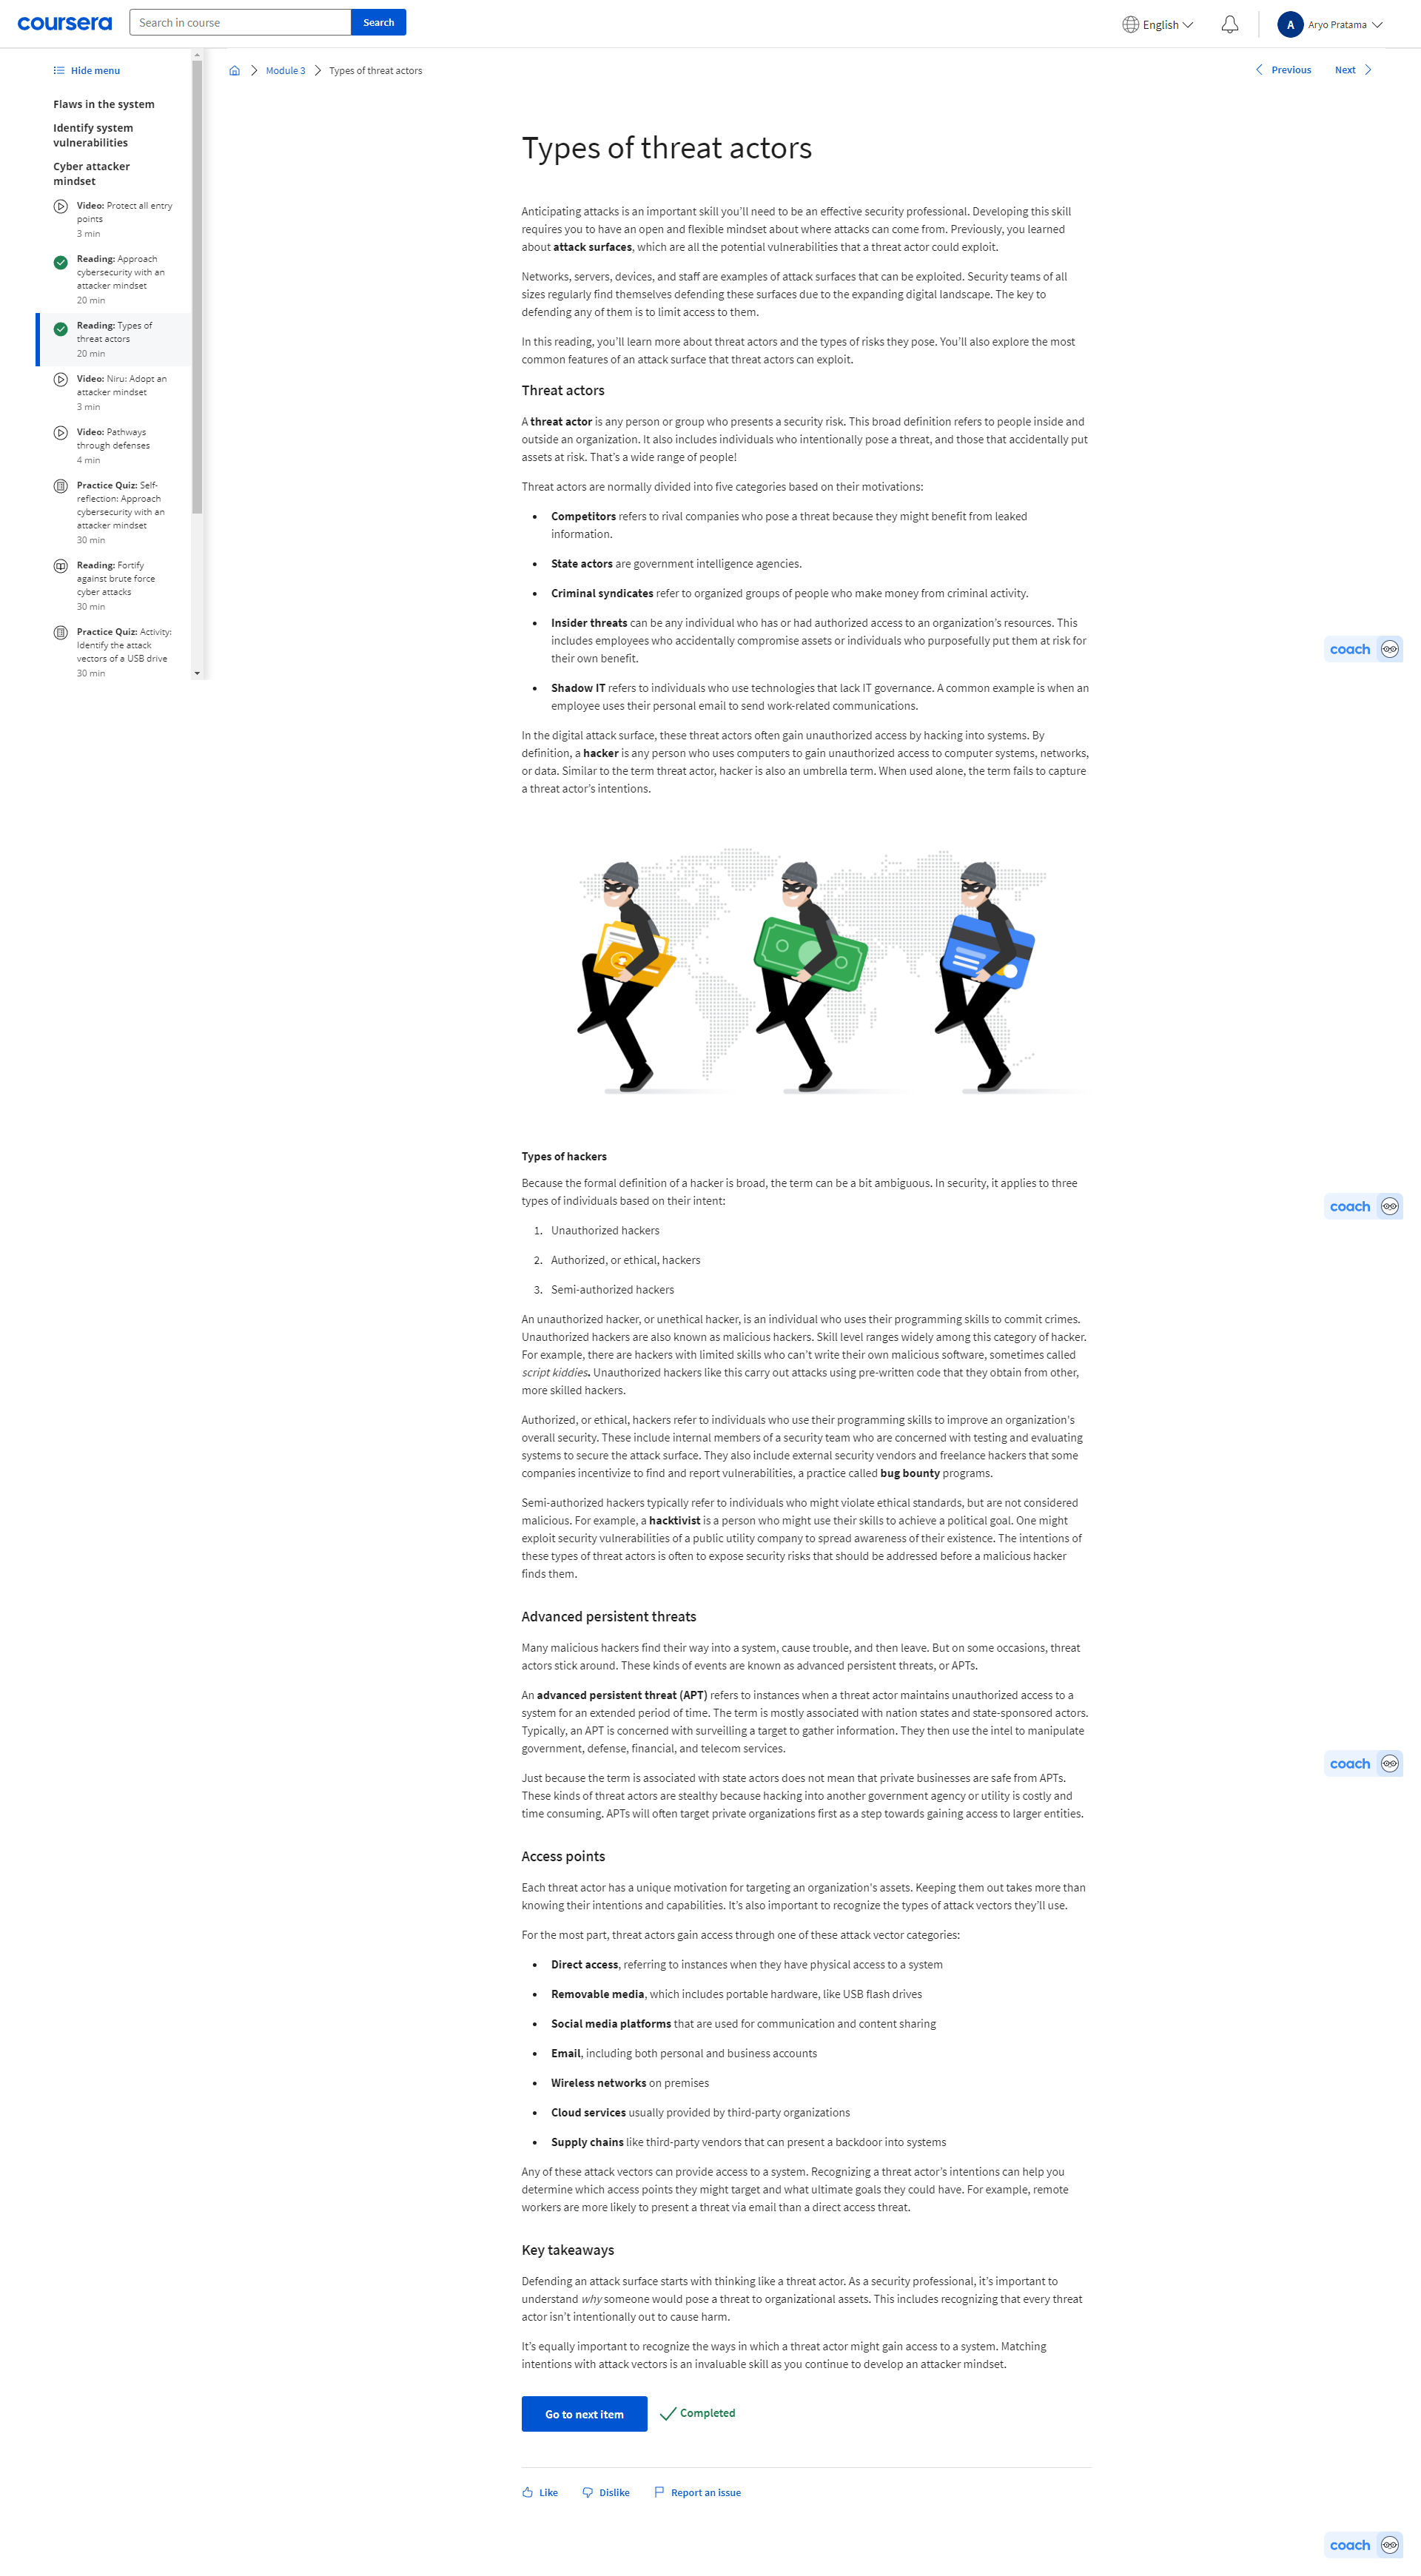 coursera
Search in course
Search
English
A
Aryo Pratama
Hide menu
Flaws in the system
Identify system
vulnerabilities
Cyber attacker
mindset
Video: Protect all entry
points
3 min
Reading: Approach
cybersecurity with an
attacker mindset
20 min
Reading: Types of
threat actors
20 min
Video: Niru: Adopt an
attacker mindset
3 min
Video: Pathways
through defenses
4 min
Practice Quiz: Self-
reflection: Approach
cybersecurity with an
attacker mindset
30 min
Reading: Fortify
against brute force
cyber attacks
30 min
Practice Quiz: Activity:
Identify the attack
vectors of a USB drive
30 min
Module 3
Types of threat actors
Previous
Next
Types of threat actors
Anticipating attacks is an important skill you’ll need to be an effective security professional. Developing this skill
requires you to have an open and flexible mindset about where attacks can come from. Previously, you learned
about attack surfaces, which are all the potential vulnerabilities that a threat actor could exploit.
Networks, servers, devices, and staff are examples of attack surfaces that can be exploited. Security teams of all
sizes regularly find themselves defending these surfaces due to the expanding digital landscape. The key to
defending any of them is to limit access to them.
In this reading, you’ll learn more about threat actors and the types of risks they pose. You’ll also explore the most
common features of an attack surface that threat actors can exploit.
Threat actors
A threat actor is any person or group who presents a security risk. This broad definition refers to people inside and
outside an organization. It also includes individuals who intentionally pose a threat, and those that accidentally put
assets at risk. That’s a wide range of people!
Threat actors are normally divided into five categories based on their motivations:
• Competitors refers to rival companies who pose a threat because they might benefit from leaked
information.
• State actors are government intelligence agencies.
• Criminal syndicates refer to organized groups of people who make money from criminal activity.
• Insider threats can be any individual who has or had authorized access to an organization’s resources. This
includes employees who accidentally compromise assets or individuals who purposefully put them at risk for
their own benefit.
coach
• Shadow IT refers to individuals who use technologies that lack IT governance. A common example is when an
employee uses their personal email to send work-related communications.
In the digital attack surface, these threat actors often gain unauthorized access by hacking into systems. By
definition, a hacker is any person who uses computers to gain unauthorized access to computer systems, networks,
or data. Similar to the term threat actor, hacker is also an umbrella term. When used alone, the term fails to capture
a threat actor’s intentions.
Types of hackers
Because the formal definition of a hacker is broad, the term can be a bit ambiguous. In security, it applies to three
types of individuals based on their intent:
coach
1. Unauthorized hackers
2. Authorized, or ethical, hackers
3. Semi-authorized hackers
An unauthorized hacker, or unethical hacker, is an individual who uses their programming skills to commit crimes.
Unauthorized hackers are also known as malicious hackers. Skill level ranges widely among this category of hacker.
For example, there are hackers with limited skills who can’t write their own malicious software, sometimes called
script kiddies. Unauthorized hackers like this carry out attacks using pre-written code that they obtain from other,
more skilled hackers.
Authorized, or ethical, hackers refer to individuals who use their programming skills to improve an organization's
overall security. These include internal members of a security team who are concerned with testing and evaluating
systems to secure the attack surface. They also include external security vendors and freelance hackers that some
companies incentivize to find and report vulnerabilities, a practice called bug bounty programs.
Semi-authorized hackers typically refer to individuals who might violate ethical standards, but are not considered
malicious. For example, a hacktivist is a person who might use their skills to achieve a political goal. One might
exploit security vulnerabilities of a public utility company to spread awareness of their existence. The intentions of
these types of threat actors is often to expose security risks that should be addressed before a malicious hacker
finds them.
Advanced persistent threats
Many malicious hackers find their way into a system, cause trouble, and then leave. But on some occasions, threat
actors stick around. These kinds of events are known as advanced persistent threats, or APTs.
An advanced persistent threat (APT) refers to instances when a threat actor maintains unauthorized access to a
system for an extended period of time. The term is mostly associated with nation states and state-sponsored actors.
Typically, an APT is concerned with surveilling a target to gather information. They then use the intel to manipulate
government, defense, financial, and telecom services.
coach
Just because the term is associated with state actors does not mean that private businesses are safe from APTs.
These kinds of threat actors are stealthy because hacking into another government agency or utility is costly and
time consuming. APTs will often target private organizations first as a step towards gaining access to larger entities.
Access points
Each threat actor has a unique motivation for targeting an organization's assets. Keeping them out takes more than
knowing their intentions and capabilities. It’s also important to recognize the types of attack vectors they’ll use.
For the most part, threat actors gain access through one of these attack vector categories:
• Direct access, referring to instances when they have physical access to a system
• Removable media, which includes portable hardware, like USB flash drives
• Social media platforms that are used for communication and content sharing
• Email, including both personal and business accounts
• Wireless networks on premises
• Cloud services usually provided by third-party organizations
• Supply chains like third-party vendors that can present a backdoor into systems
Any of these attack vectors can provide access to a system. Recognizing a threat actor’s intentions can help you
determine which access points they might target and what ultimate goals they could have. For example, remote
workers are more likely to present a threat via email than a direct access threat.
Key takeaways
Defending an attack surface starts with thinking like a threat actor. As a security professional, it’s important to
understand why someone would pose a threat to organizational assets. This includes recognizing that every threat
actor isn’t intentionally out to cause harm.
It’s equally important to recognize the ways in which a threat actor might gain access to a system. Matching
intentions with attack vectors is an invaluable skill as you continue to develop an attacker mindset.
Go to next item
Completed
Like
Dislike
Report an issue
coach